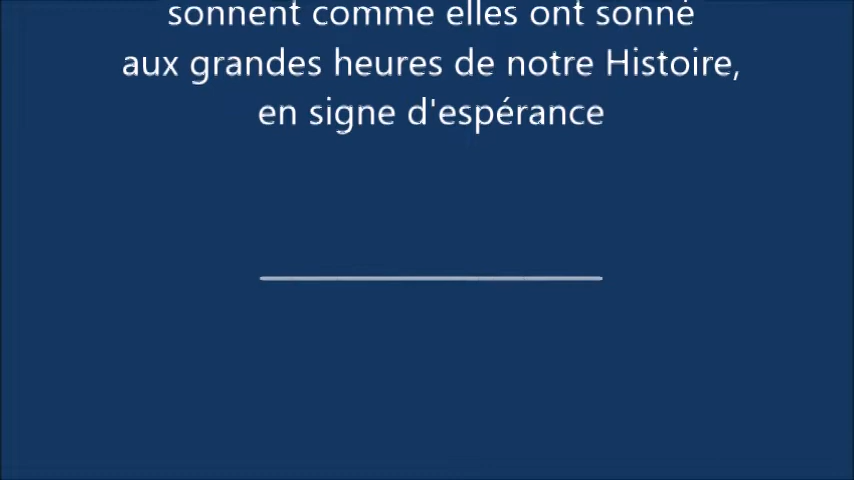 sonnent comme elles ont sonné
aux grandes heures de notre Histoire,
en signe d'espérance